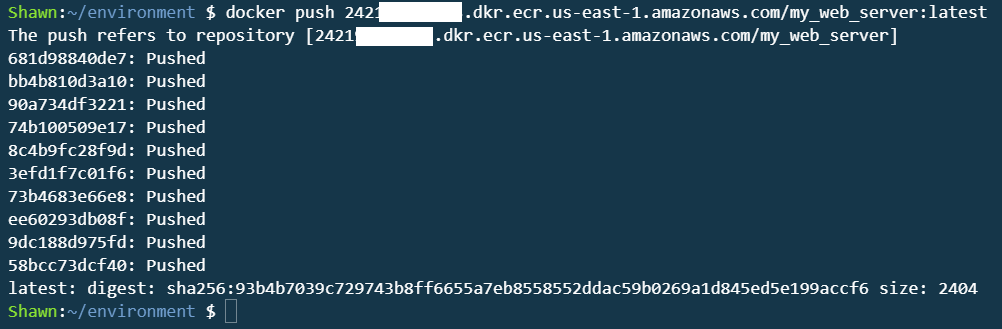 Shawn:~/environment $ docker push 2421 .dkr.ecr.us-east-1.amazonaws.com/my_web_server:latest
The push refers to repository [2421 .dkr.ecr.us-east-1.amazonaws.com/my_web_server]
681d98840de7: Pushed
bb4b810d3a10: Pushed
90a734df3221: Pushed
74b100509e17: Pushed
8c4b9fc28f9d: Pushed
3efd1f7c01f6: Pushed
73b4683e66e8: Pushed
ee60293db08f: Pushed
9dc188d975fd: Pushed
58bcc73dcf40: Pushed
latest: digest: sha256:93b4b7039c729743b8ff6655a7eb8558552ddac59b0269a1d845ed5e199accf6 size: 2404
Shawn:~/environment $